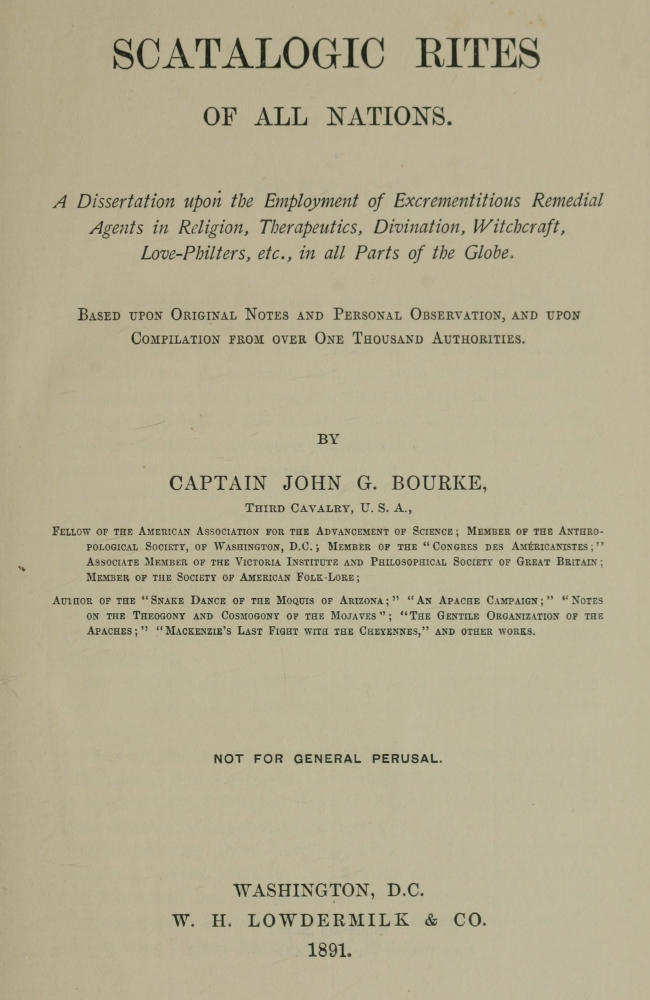 SCATALOGIC RITES
OF ALL NATIONS.
A Dissertation upon the Employment of Excrementitious Remedial
Agents in Religion, Therapeutics, Divination, Witchcraft,
Love-Philters, etc., in all Parts of the Globe.
Based upon Original Notes and Personal Observation, and upon
Compilation from over One Thousand Authorities.
BY
CAPTAIN JOHN G. BOURKE,
Third Cavalry, U. S. A.,
Fellow of the American Association for the Advancement of Science; Member of the Anthro-
pological Society, of Washington, D.C.; Member of the "Congres des Américanistes;"
Associate Member of the Victoria Institute and Philosophical Society of Great Britain;
Member of the Society of American Folk-Lore;
Author of the "Snake Dance of the Moquis of Arizona;" "An Apache Campaign;" "Notes
on the Theogony and Cosmogony of the Mojaves"; "The Gentile Organization of the
Apaches;" "Mackenzie's Last Fight with the Cheyennes," and other works.
NOT FOR GENERAL PERUSAL.
WASHINGTON, D.C.
W. H. LOWDERMILK & CO.
1891.